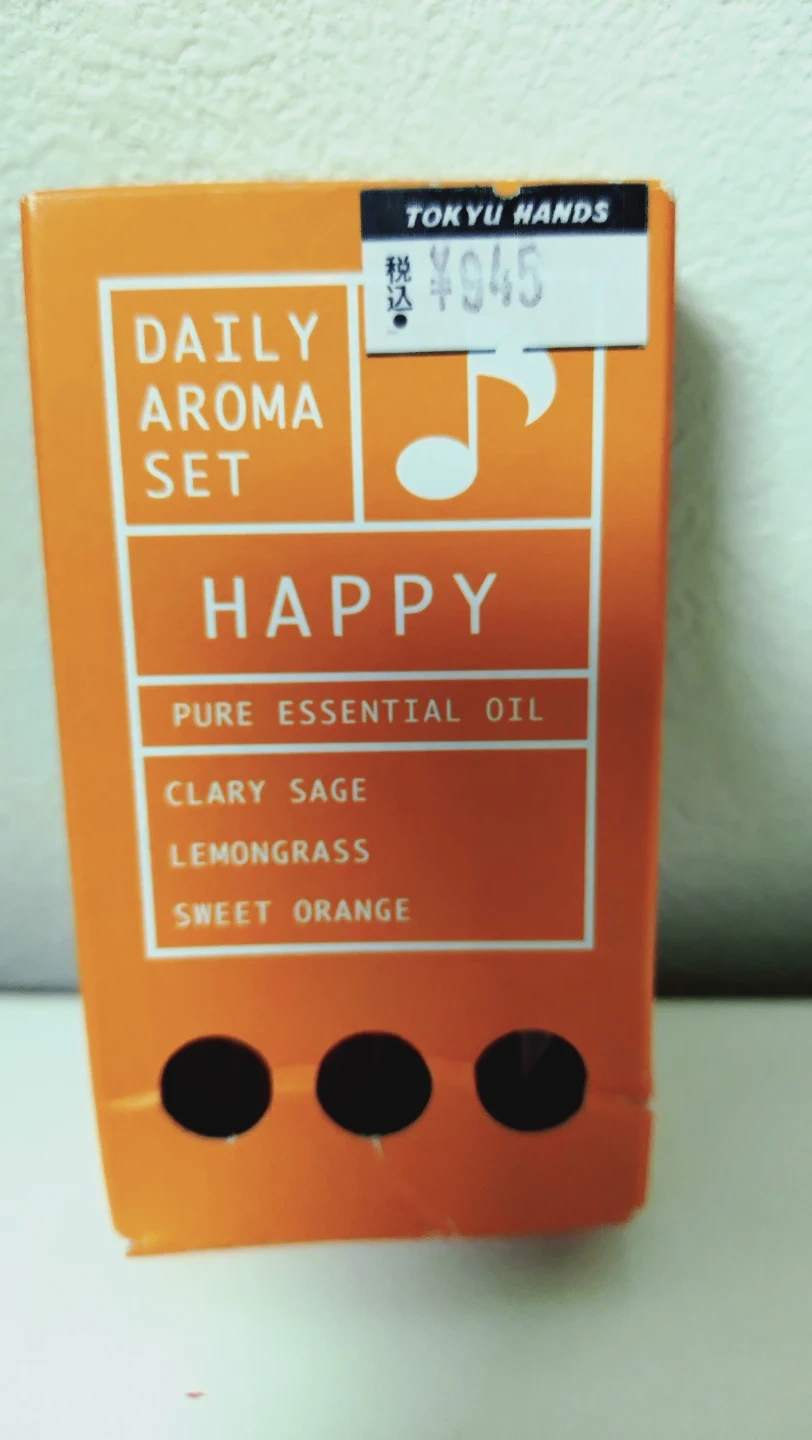 TOKYU HANDS
税込
¥945
DAILY
AROMA
SET
HAPPY
PURE ESSENTIAL OIL
CLARY SAGE
LEMONGRASS
SWEET ORANGE